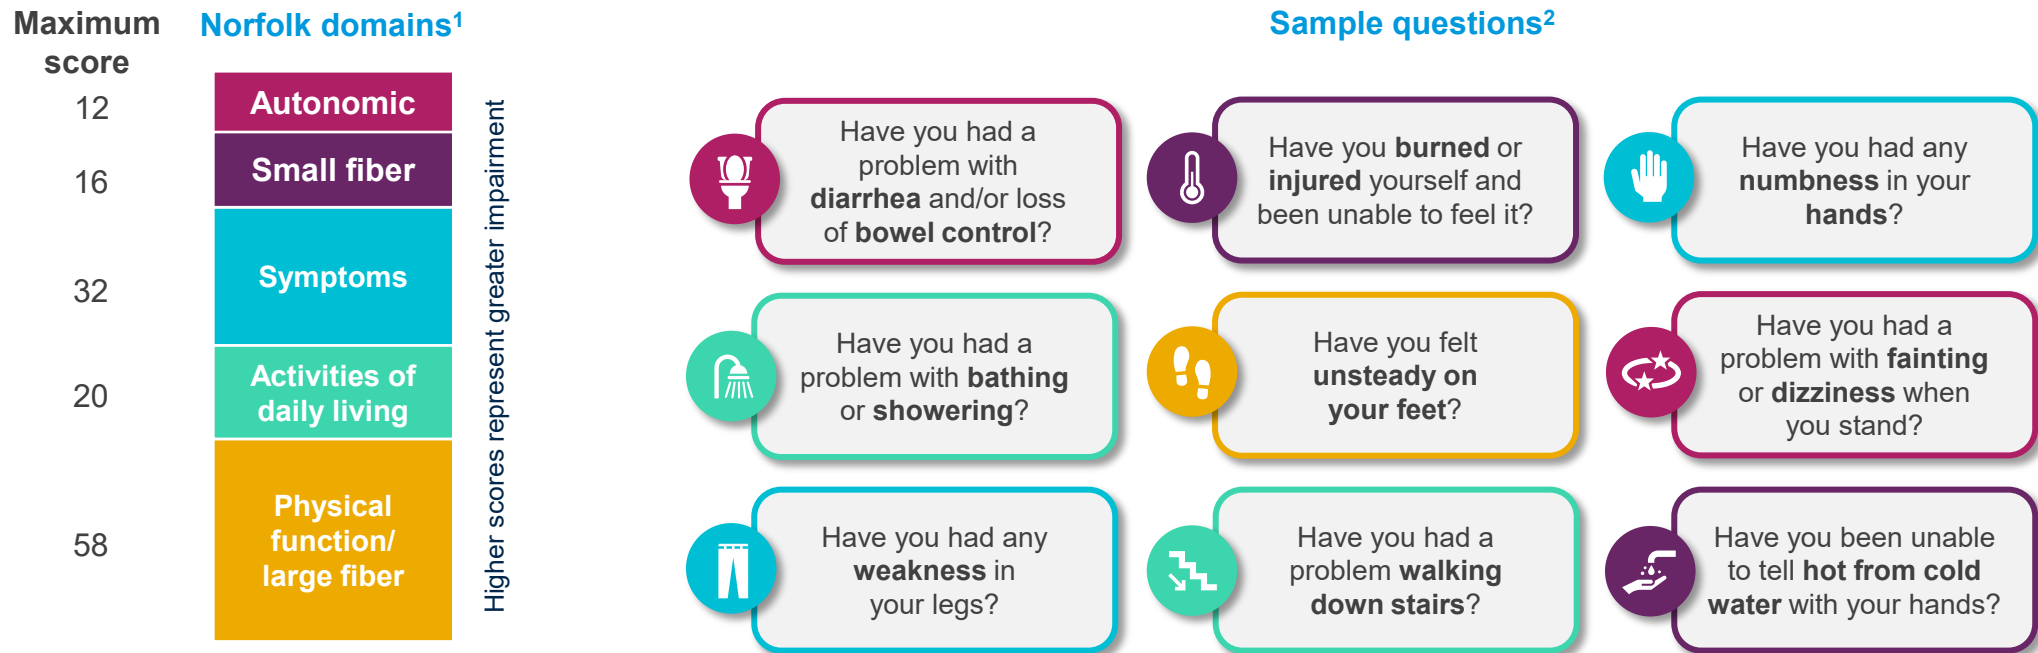 Maximum
score
Norfolk domains¹
Sample questions²
12
Autonomic
16
Small fiber
32
Symptoms
20
Activities of
daily living
58
Physical
function/
large fiber
Higher scores represent greater impairment
Have you had a
problem with
diarrhea and/or loss
of bowel control?
Have you burned or
injured yourself and
been unable to feel it?
Have you had any
numbness in your
hands?
Have you had a
problem with bathing
or showering?
Have you felt
unsteady on
your feet?
Have you had a
problem with fainting
or dizziness when
you stand?
Have you had any
weakness in
your legs?
Have you had a
problem walking
down stairs?
Have you been unable
to tell hot from cold
water with your hands?